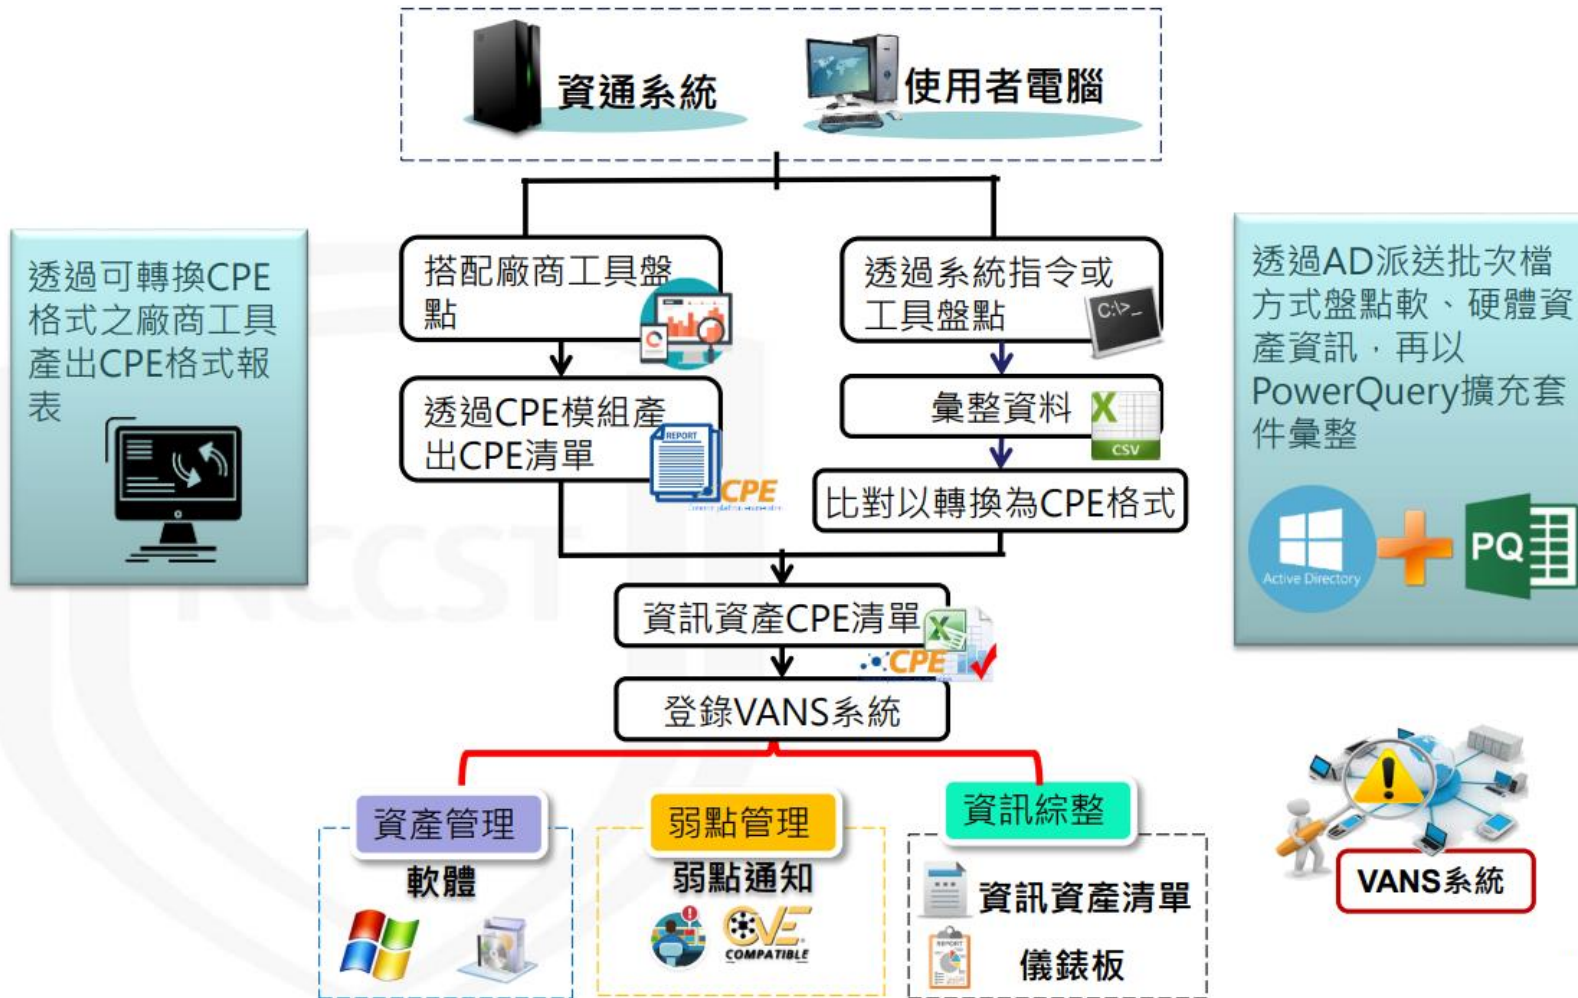 資通系統
使用者電腦
透過可轉換CPE
格式之廠商工具
產出CPE格式報
表
搭配廠商工具盤
點
透過CPE模組產
出CPE清單
REPORT
CPE
透過系統指令或
工具盤點
C:\>_
彙整資料
X
CSV
比對以轉換為CPE格式
透過AD派送批次檔
方式盤點軟、硬體資
產資訊，再以
PowerQuery擴充套
件彙整
Active Directory
PQ
NCCST
資訊資產CPE清單
CPE
登錄VANS系統
資產管理
軟體
弱點管理
弱點通知
CVE
COMPATIBLE
資訊綜整
資訊資產清單
REPORT
儀錶板
VANS系統